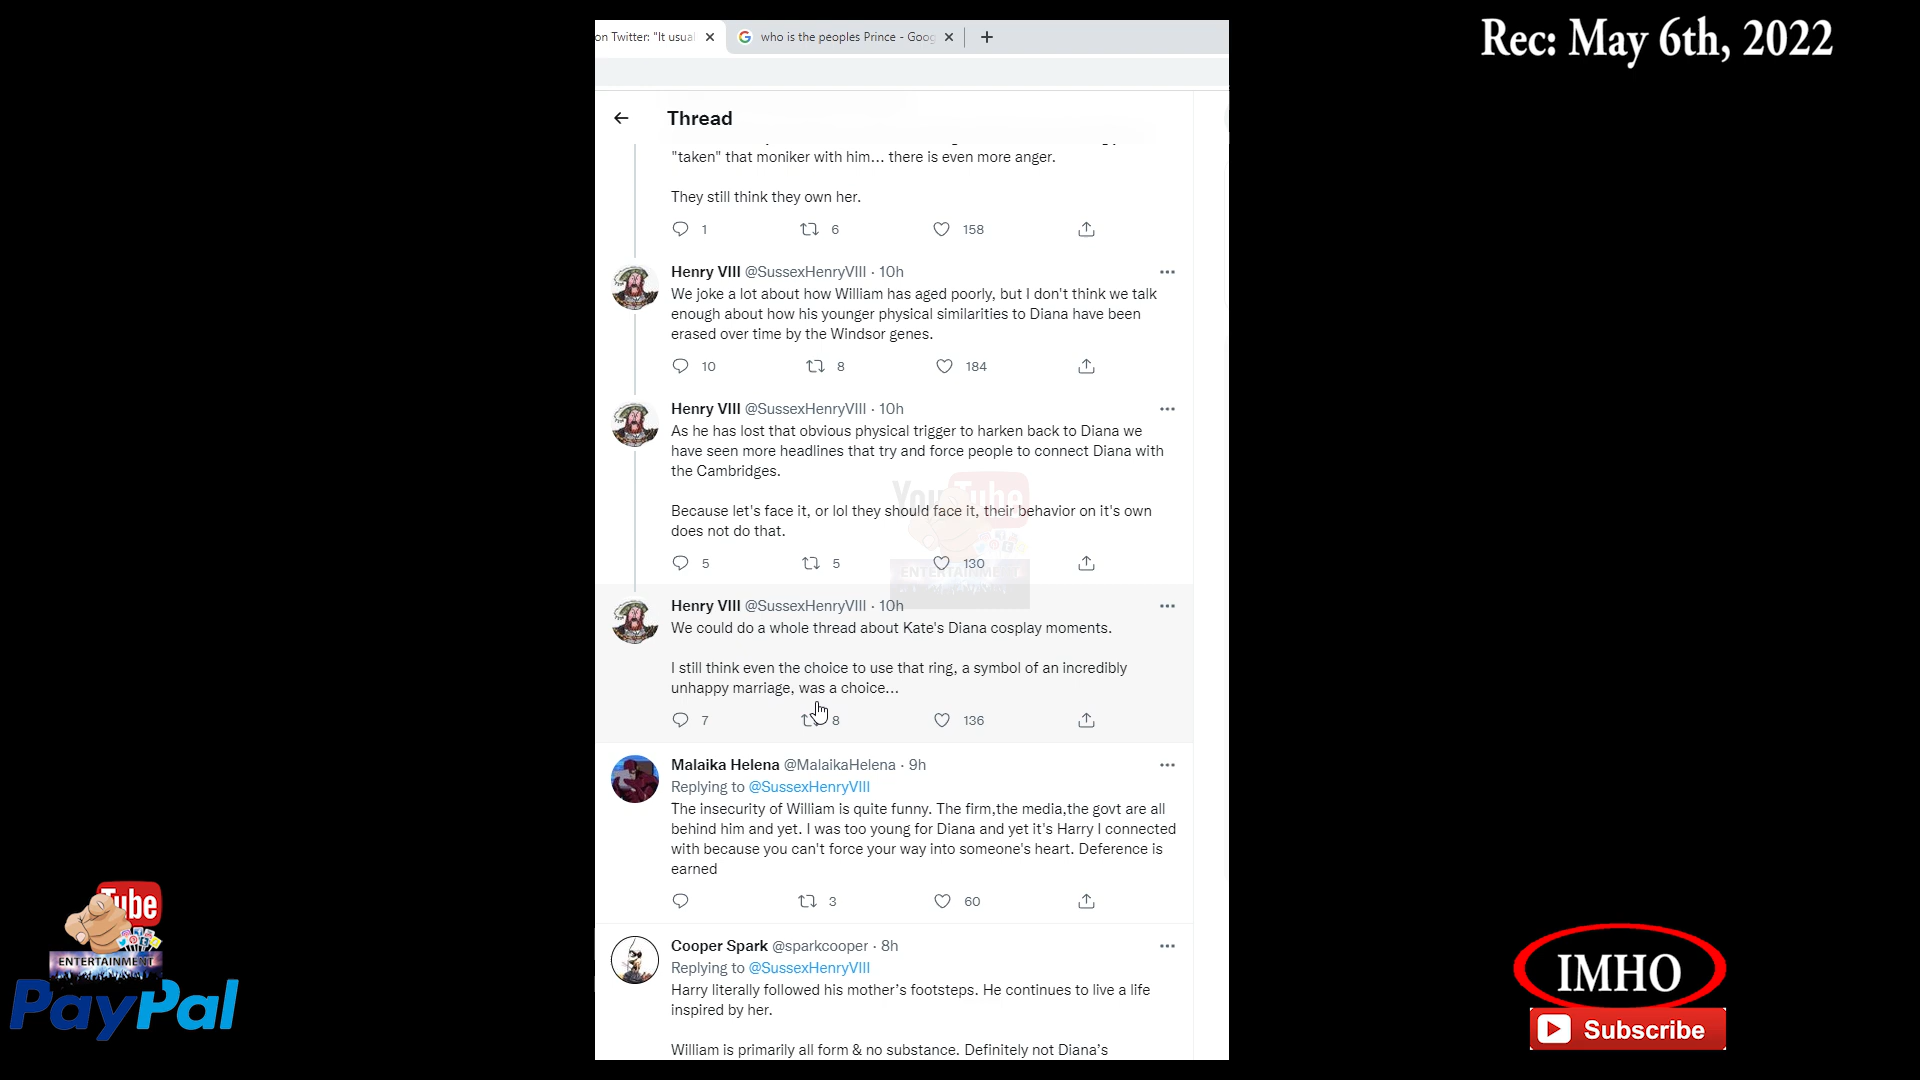 Rec: May 6th, 2022
on Twitter: "It usua
who is the peoples Prince - Goog
Thread
"taken" that moniker with him... there is even more anger.
They still think they own her.
1 6 158
Henry VIII @SussexHenryVIII · 10h
We joke a lot about how William has aged poorly, but I don't think we talk
enough about how his younger physical similarities to Diana have been
erased over time by the Windsor genes.
10 8 184
Henry VIII @SussexHenryVIII · 10h
As he has lost that obvious physical trigger to harken back to Diana we
have seen more headlines that try and force people to connect Diana with
the Cambridges.
Because let's face it, or lol they should face it, their behavior on it's own
does not do that.
5 5 130
YouTube
ENTERTAINMENT
Henry VIII @SussexHenryVIII · 10h
We could do a whole thread about Kate's Diana cosplay moments.
I still think even the choice to use that ring, a symbol of an incredibly
unhappy marriage, was a choice...
7 8 136
Malaika Helena @MalaikaHelena · 9h
Replying to @SussexHenryVIII
The insecurity of William is quite funny. The firm,the media,the govt are all
behind him and yet. I was too young for Diana and yet it's Harry I connected
with because you can't force your way into someone's heart. Deference is
earned
3 60
Cooper Spark @sparkcooper · 8h
Replying to @SussexHenryVIII
Harry literally followed his mother’s footsteps. He continues to live a life
inspired by her.
William is primarily all form & no substance. Definitely not Diana’s
Tube
ENTERTAINMENT
PayPal
IMHO
Subscribe